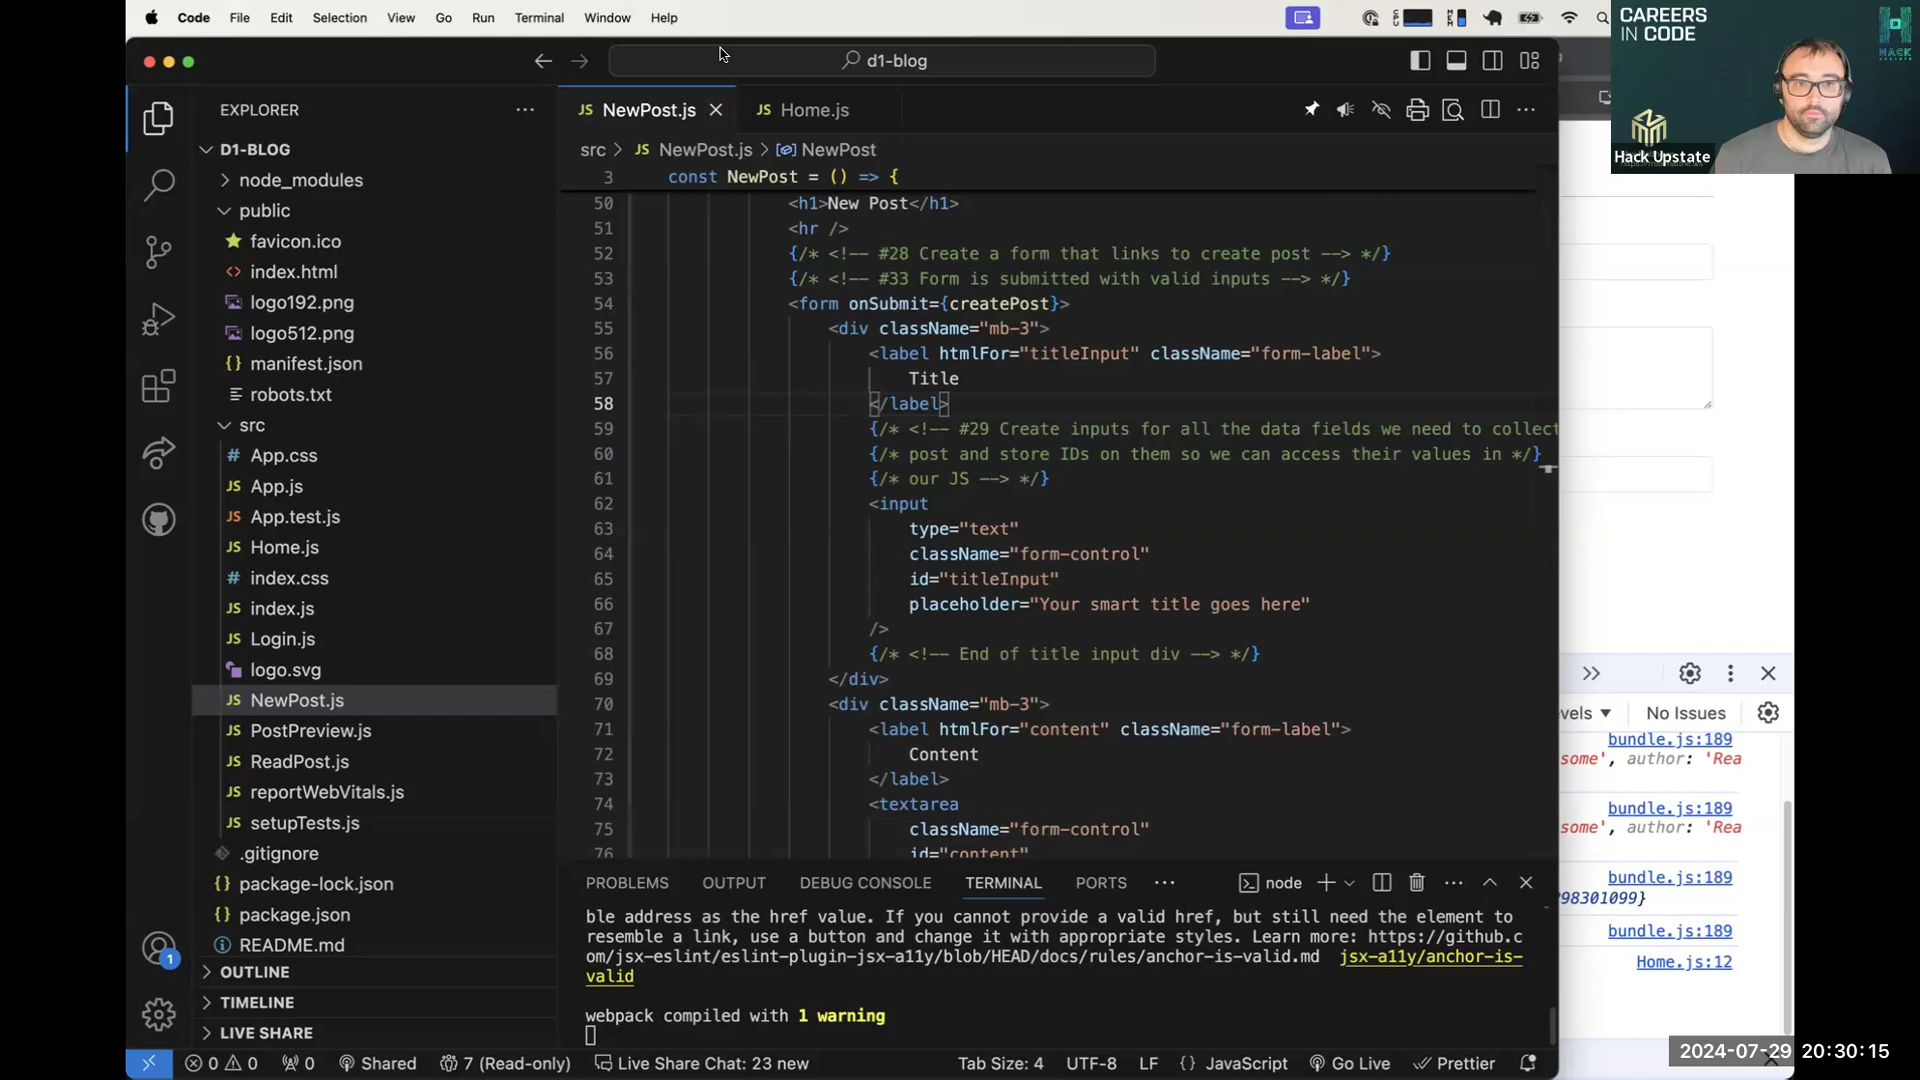 Code File Edit Selection View Go Run Terminal Window Help
CAREERS
IN CODE
HACK
UPSTATE
Hack Upstate
d1-blog
EXPLORER
D1-BLOG
node_modules
public
favicon.ico
index.html
logo192.png
logo512.png
manifest.json
robots.txt
src
App.css
App.js
App.test.js
Home.js
index.css
index.js
Login.js
logo.svg
NewPost.js
PostPreview.js
ReadPost.js
reportWebVitals.js
setupTests.js
.gitignore
package-lock.json
package.json
README.md
OUTLINE
TIMELINE
LIVE SHARE
JS NewPost.js JS Home.js
src > JS NewPost.js > NewPost
3 const NewPost = () => {
50 <h1>New Post</h1>
51 <hr />
52 {/* <!-- #28 Create a form that links to create post --> */}
53 {/* <!-- #33 Form is submitted with valid inputs --> */}
54 <form onSubmit={createPost}>
55 <div className="mb-3">
56 <label htmlFor="titleInput" className="form-label">
57 Title
58 </label>
59 {/* <!-- #29 Create inputs for all the data fields we need to collect
60 {/* post and store IDs on them so we can access their values in */}
61 {/* our JS --> */}
62 <input
63 type="text"
64 className="form-control"
65 id="titleInput"
66 placeholder="Your smart title goes here"
67 />
68 {/* <!-- End of title input div --> */}
69 </div>
70 <div className="mb-3">
71 <label htmlFor="content" className="form-label">
72 Content
73 </label>
74 <textarea
75 className="form-control"
76 id="content"
PROBLEMS OUTPUT DEBUG CONSOLE TERMINAL PORTS node
ble address as the href value. If you cannot provide a valid href, but still need the element to
resemble a link, use a button and change it with appropriate styles. Learn more: https://github.c
om/jsx-eslint/eslint-plugin-jsx-a11y/blob/HEAD/docs/rules/anchor-is-valid.md jsx-a11y/anchor-is-
valid
webpack compiled with 1 warning
evels No Issues
bundle.js:189
some', author: 'Rea
bundle.js:189
some', author: 'Rea
bundle.js:189
98301099}
bundle.js:189
Home.js:12
1
0 0 0 Shared 7 (Read-only) Live Share Chat: 23 new Tab Size: 4 UTF-8 LF {} JavaScript Go Live Prettier
2024-07-29 20:30:15